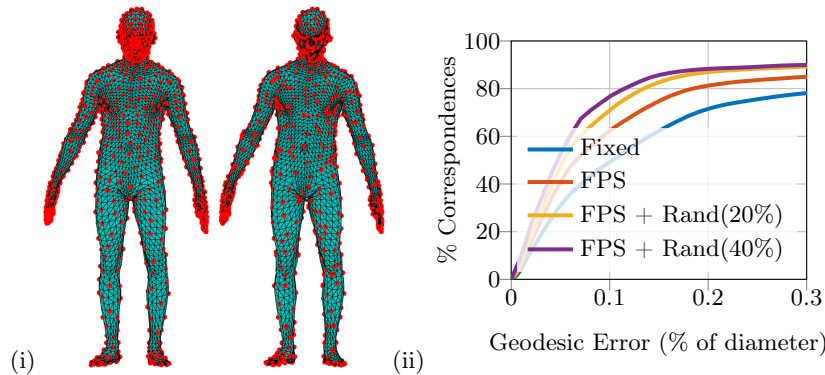 (i)
(ii)
% Correspondences
100
80
60
40
20
0
0
0.1
0.2
0.3
Fixed
FPS
FPS + Rand(20%)
FPS + Rand(40%)
Geodesic Error (% of diameter)